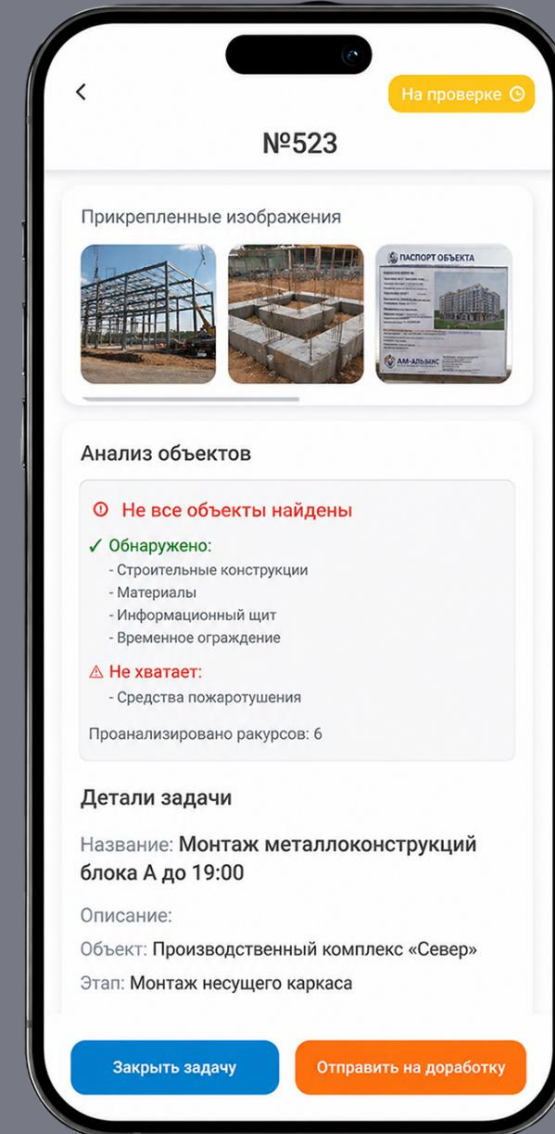 На проверке
№523
Прикрепленные изображения
ПАСПОРТ ОБЪЕКТА
АМ-АЛЬЯНС
Анализ объектов
Не все объекты найдены
✓ Обнаружено:
- Строительные конструкции
- Материалы
- Информационный щит
- Временное ограждение
⚠ Не хватает:
- Средства пожаротушения
Проанализировано ракурсов: 6
Детали задачи
Название: Монтаж металлоконструкций
блока А до 19:00
Описание:
Объект: Производственный комплекс «Север»
Этап: Монтаж несущего каркаса
Закрыть задачу
Отправить на доработку